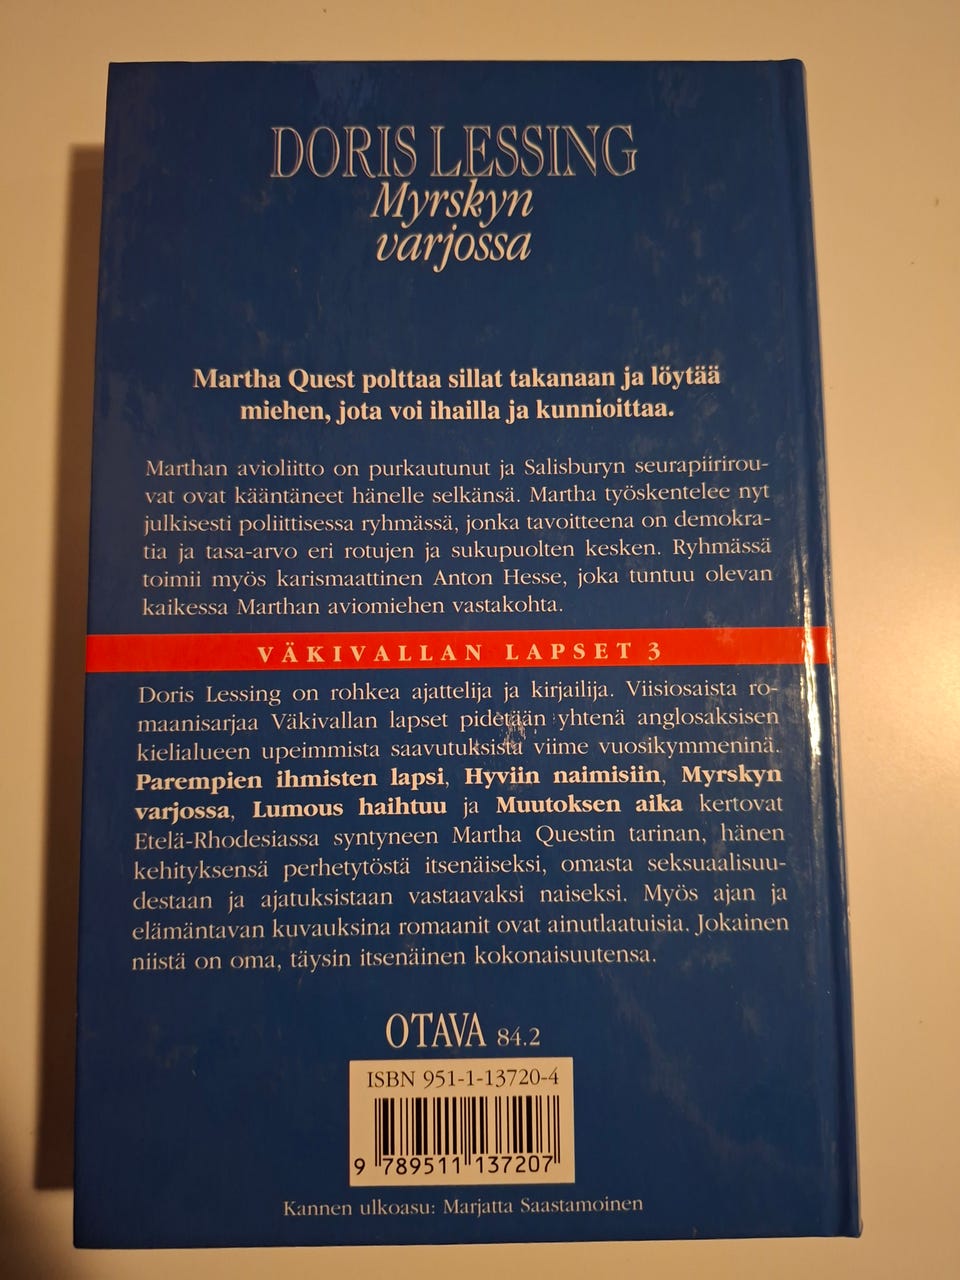 DORIS LESSING
Myrskyn
varjossa
Martha Quest polttaa sillat takanaan ja löytää
miehen, jota voi ihailla ja kunnioittaa.
Marthan avioliitto on purkautunut ja Salisburyn seurapiirirou-
vat ovat kääntäneet hänelle selkänsä. Martha työskentelee nyt
julkisesti poliittisessa ryhmässä, jonka tavoitteena on demokra-
tia ja tasa-arvo eri rotujen ja sukupuolten kesken. Ryhmässä
toimii myös karismaattinen Anton Hesse, joka tuntuu olevan
kaikessa Marthan aviomiehen vastakohta.
VÄKIVALLAN LAPSET 3
Doris Lessing on rohkea ajattelija ja kirjailija. Viisiosaista ro-
maanisarjaa Väkivallan lapset pidetään yhtenä anglosaksisen
kielialueen upeimmista saavutuksista viime vuosikymmeninä.
Parempien ihmisten lapsi, Hyviin naimisiin, Myrskyn
varjossa, Lumous haihtuu ja Muutoksen aika kertovat
Etelä-Rhodesiassa syntyneen Martha Questin tarinan, hänen
kehityksensä perhetytöstä itsenäiseksi, omasta seksuaalisuu-
destaan ja ajatuksistaan vastaavaksi naiseksi. Myös ajan ja
elämäntavan kuvauksina romaanit ovat ainutlaatuisia. Jokainen
niistä on oma, täysin itsenäinen kokonaisuutensa.
OTAVA 84.2
ISBN 951-1-13720-4
9 789511 137207
Kannen ulkoasu: Marjatta Saastamoinen